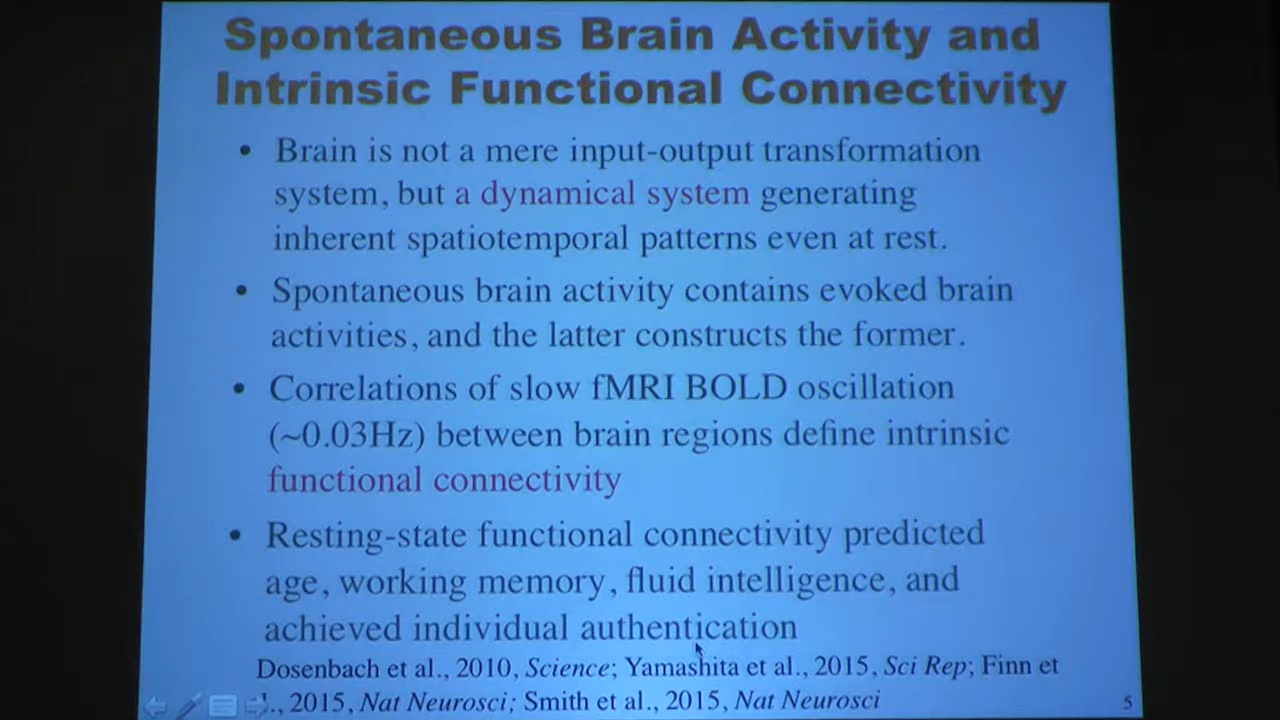 Spontaneous Brain Activity and
Intrinsic Functional Connectivity
• Brain is not a mere input-output transformation
system, but a dynamical system generating
inherent spatiotemporal patterns even at rest.
• Spontaneous brain activity contains evoked brain
activities, and the latter constructs the former.
• Correlations of slow fMRI BOLD oscillation
(~0.03Hz) between brain regions define intrinsic
functional connectivity
• Resting-state functional connectivity predicted
age, working memory, fluid intelligence, and
achieved individual authentication
Dosenbach et al., 2010, Science; Yamashita et al., 2015, Sci Rep; Finn et
., 2015, Nat Neurosci; Smith et al., 2015, Nat Neurosci
5